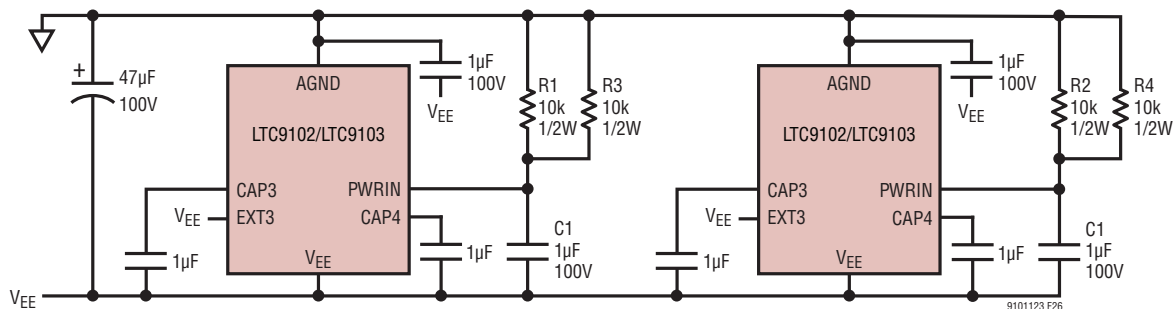 +
47µF
100V
AGND
LTC9102/LTC9103
CAP3
EXT3
PWRIN
CAP4
VEE
VEE
1µF
1µF
1µF
100V
VEE
R1
10k
1/2W
R3
10k
1/2W
C1
1µF
100V
AGND
LTC9102/LTC9103
CAP3
EXT3
PWRIN
CAP4
VEE
VEE
1µF
1µF
1µF
100V
VEE
R2
10k
1/2W
R4
10k
1/2W
C1
1µF
100V
VEE
9101123 F26